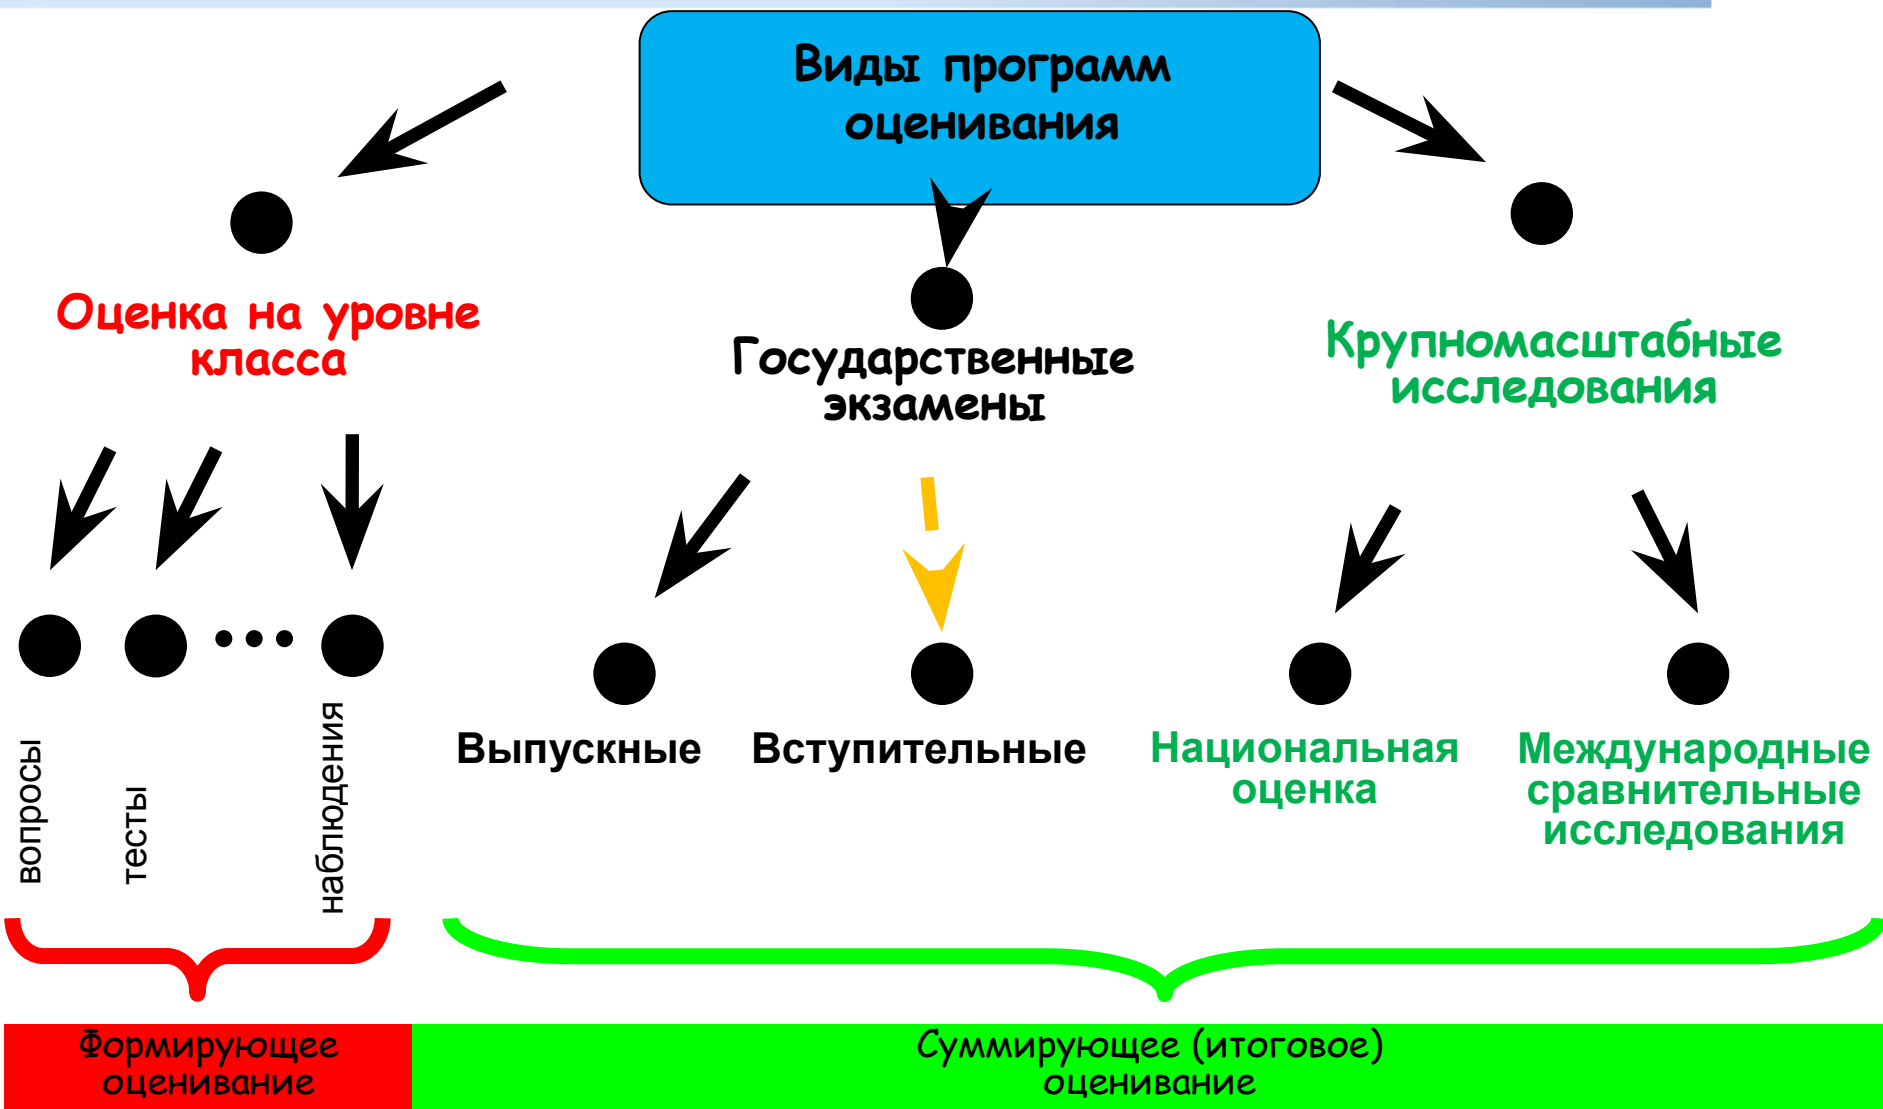 Виды программ
оценивания
Оценка на уровне
класса
Государственные
экзамены
Крупномасштабные
исследования
вопросы
тесты
наблюдения
Выпускные
Вступительные
Национальная
оценка
Международные
сравнительные
исследования
Формирующее
оценивание
Суммирующее (итоговое)
оценивание